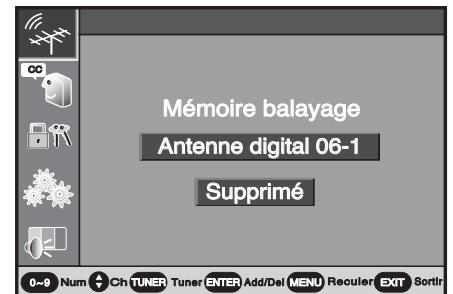 CC
Mémoire balayage
Antenne digital 06-1
Supprimé
0~9 Num Ch TUNER Tuner ENTER Add/Del MENU Reculer EXIT Sortir